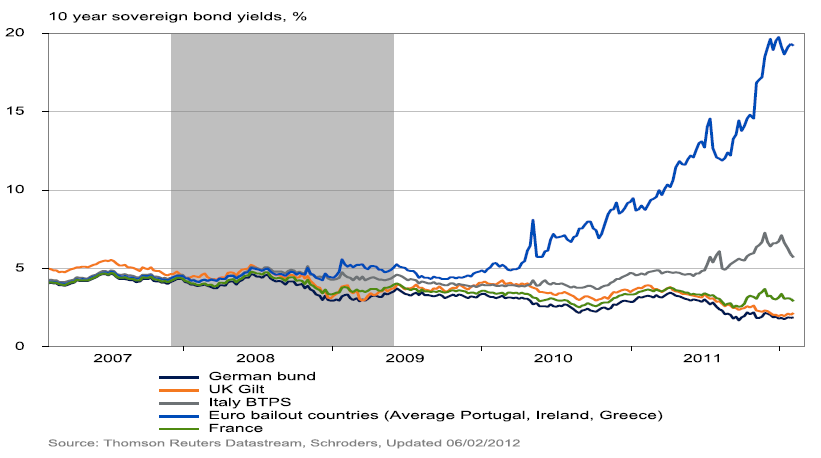 10 year sovereign bond yields, %
20
15
10
5
0
2007 2008 2009 2010 2011
German bund
UK Gilt
Italy BTPS
Euro bailout countries (Average Portugal, Ireland, Greece)
France
Source: Thomson Reuters Datastream, Schroders, Updated 06/02/2012